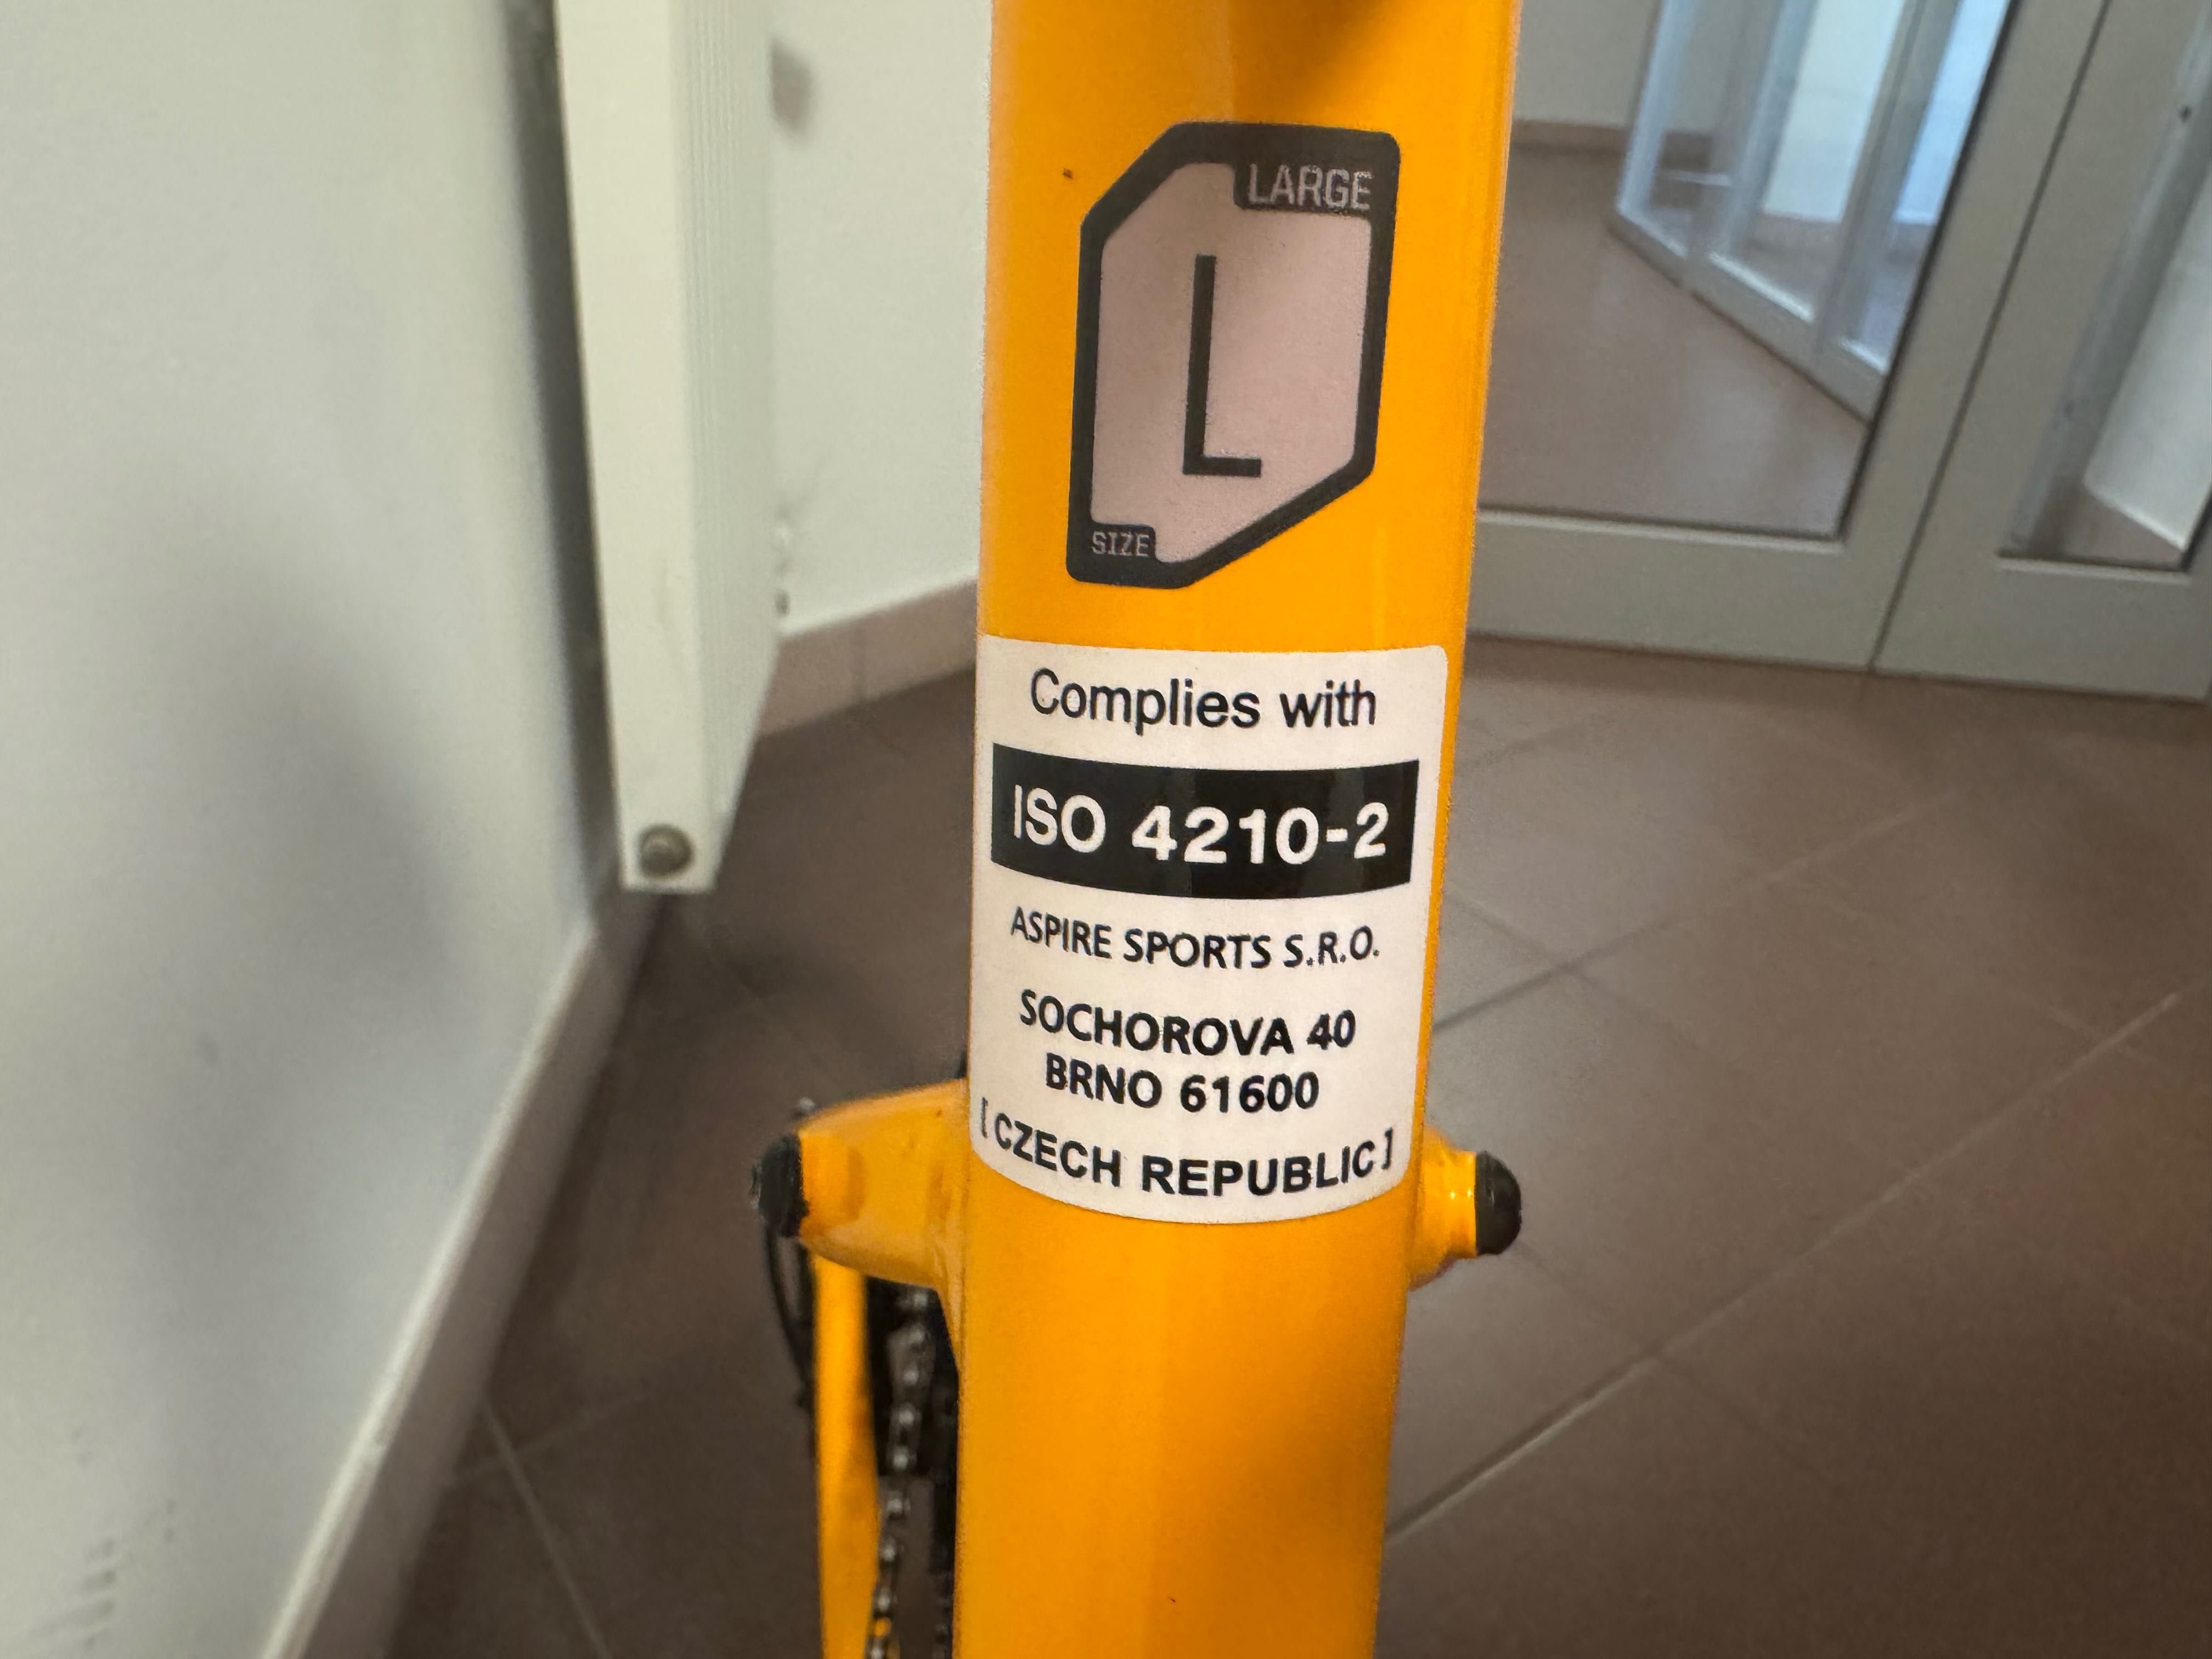 LARGE
L
SIZE
Complies with
ISO 4210-2
ASPIRE SPORTS S.R.O.
SOCHOROVA 40
BRNO 61600
[ CZECH REPUBLIC ]